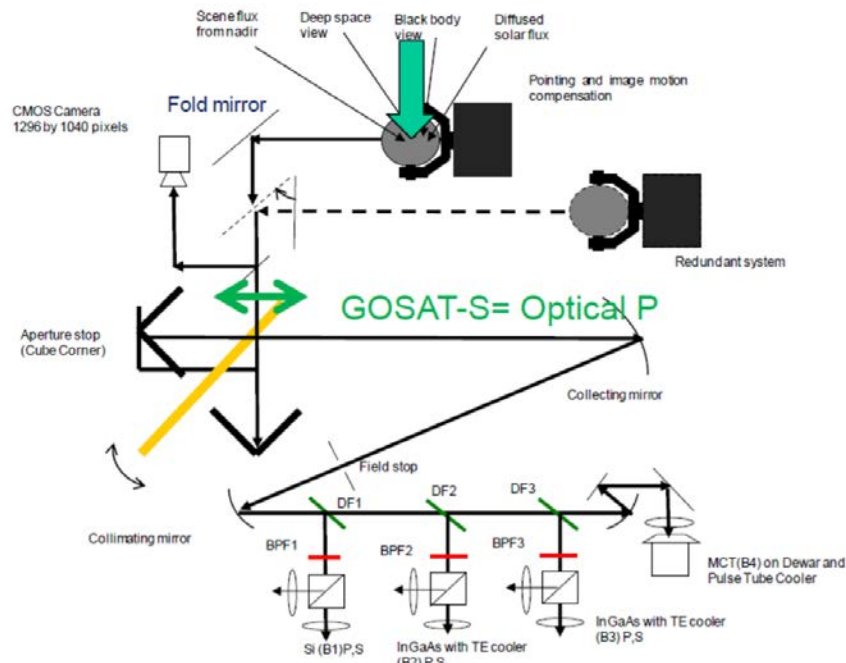 Scene flux
from nadir
Deep space
view
Black body
view
Diffused
solar flux
Pointing and image motion
compensation
CMOS Camera
1296 by 1040 pixels
Fold mirror
Redundant system
GOSAT-S= Optical P
Aperture stop
(Cube Corner)
Collecting mirror
Field stop
Collimating mirror
DF1
DF2
DF3
BPF1
BPF2
BPF3
MCT(B4) on Dewar and
Pulse Tube Cooler
Si (B1)P,S
InGaAs with TE cooler
(B2) P,S
InGaAs with TE cooler
(B3) P,S